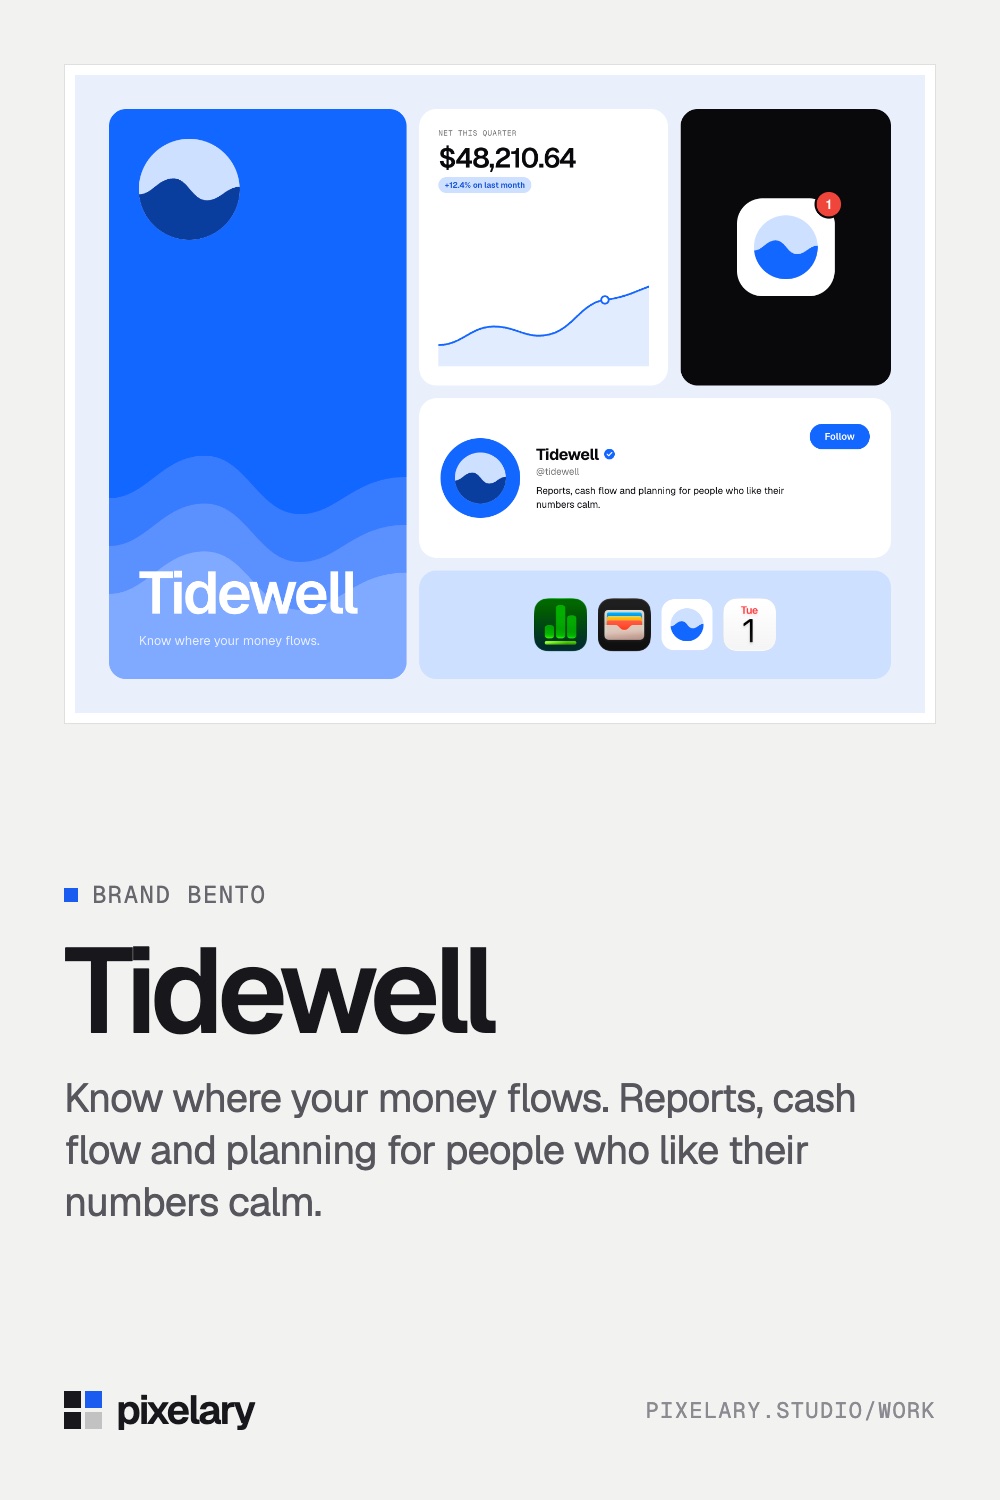 NET THIS QUARTER
$48,210.64
+12.4% on last month
1
Tidewell
Know where your money flows.
Tidewell
@tidewell
Reports, cash flow and planning for people who like their
numbers calm.
Follow
Tue
1
BRAND BENTO
Tidewell
Know where your money flows. Reports, cash
flow and planning for people who like their
numbers calm.
pixelary
PIXELARY.STUDIO/WORK